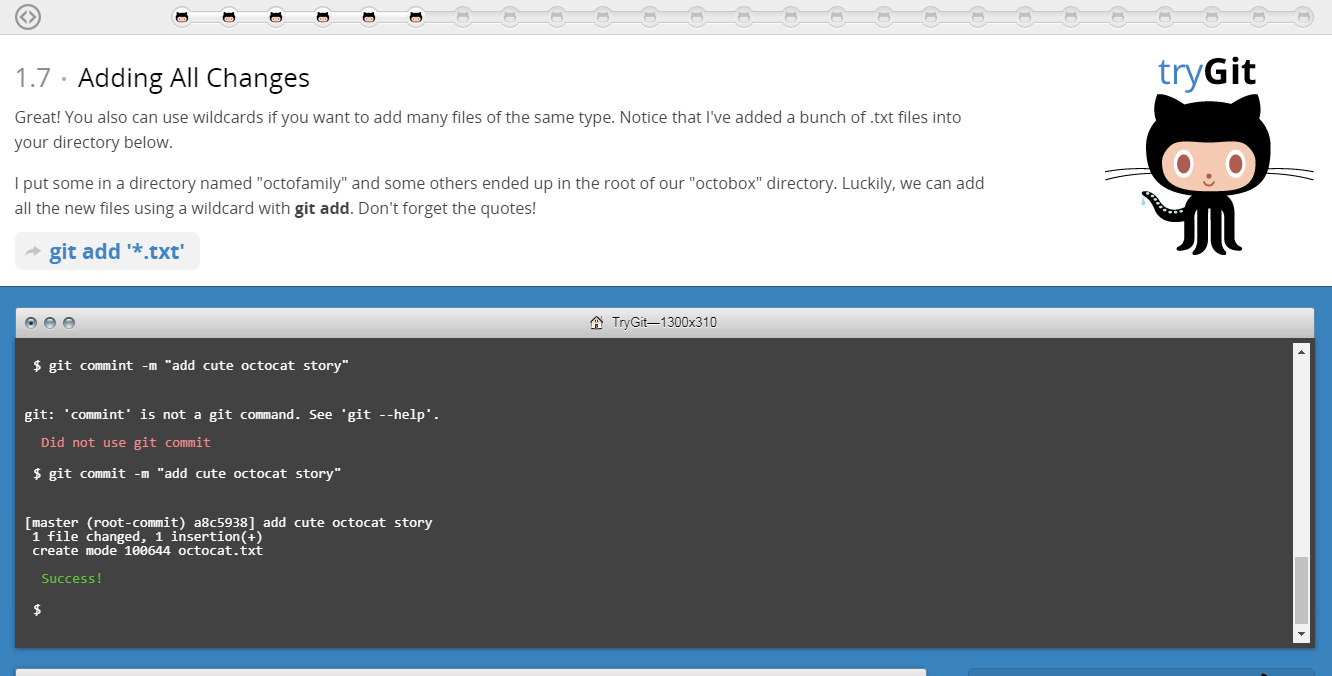 tryGit
1.7 · Adding All Changes
Great! You also can use wildcards if you want to add many files of the same type. Notice that I've added a bunch of .txt files into
your directory below.
I put some in a directory named "octofamily" and some others ended up in the root of our "octobox" directory. Luckily, we can add
all the new files using a wildcard with git add. Don't forget the quotes!
git add '*.txt'
TryGit—1300x310
$ git commint -m "add cute octocat story"
git: 'commint' is not a git command. See 'git --help'.
Did not use git commit
$ git commit -m "add cute octocat story"
[master (root-commit) a8c5938] add cute octocat story
1 file changed, 1 insertion(+)
create mode 100644 octocat.txt
Success!
$